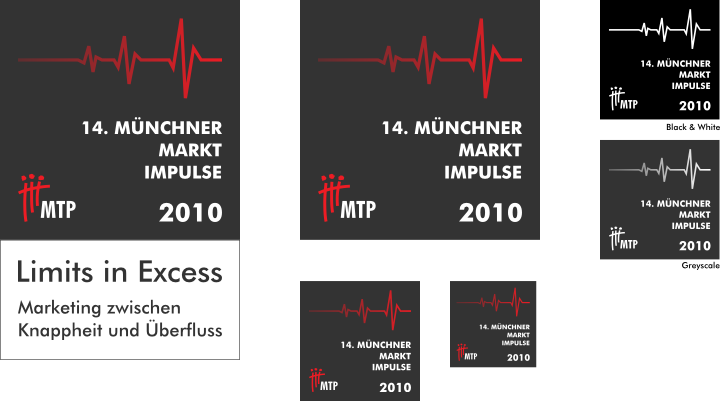 14. MÜNCHNER
MARKT
IMPULSE
MTP
2010
Limits in Excess
Marketing zwischen
Knappheit und Überfluss
14. MÜNCHNER
MARKT
IMPULSE
MTP
2010
14. MÜNCHNER
MARKT
IMPULSE
MTP
2010
14. MÜNCHNER
MARKT
IMPULSE
MTP
2010
14. MÜNCHNER
MARKT
IMPULSE
MTP
2010
Black & White
14. MÜNCHNER
MARKT
IMPULSE
MTP
2010
Greyscale